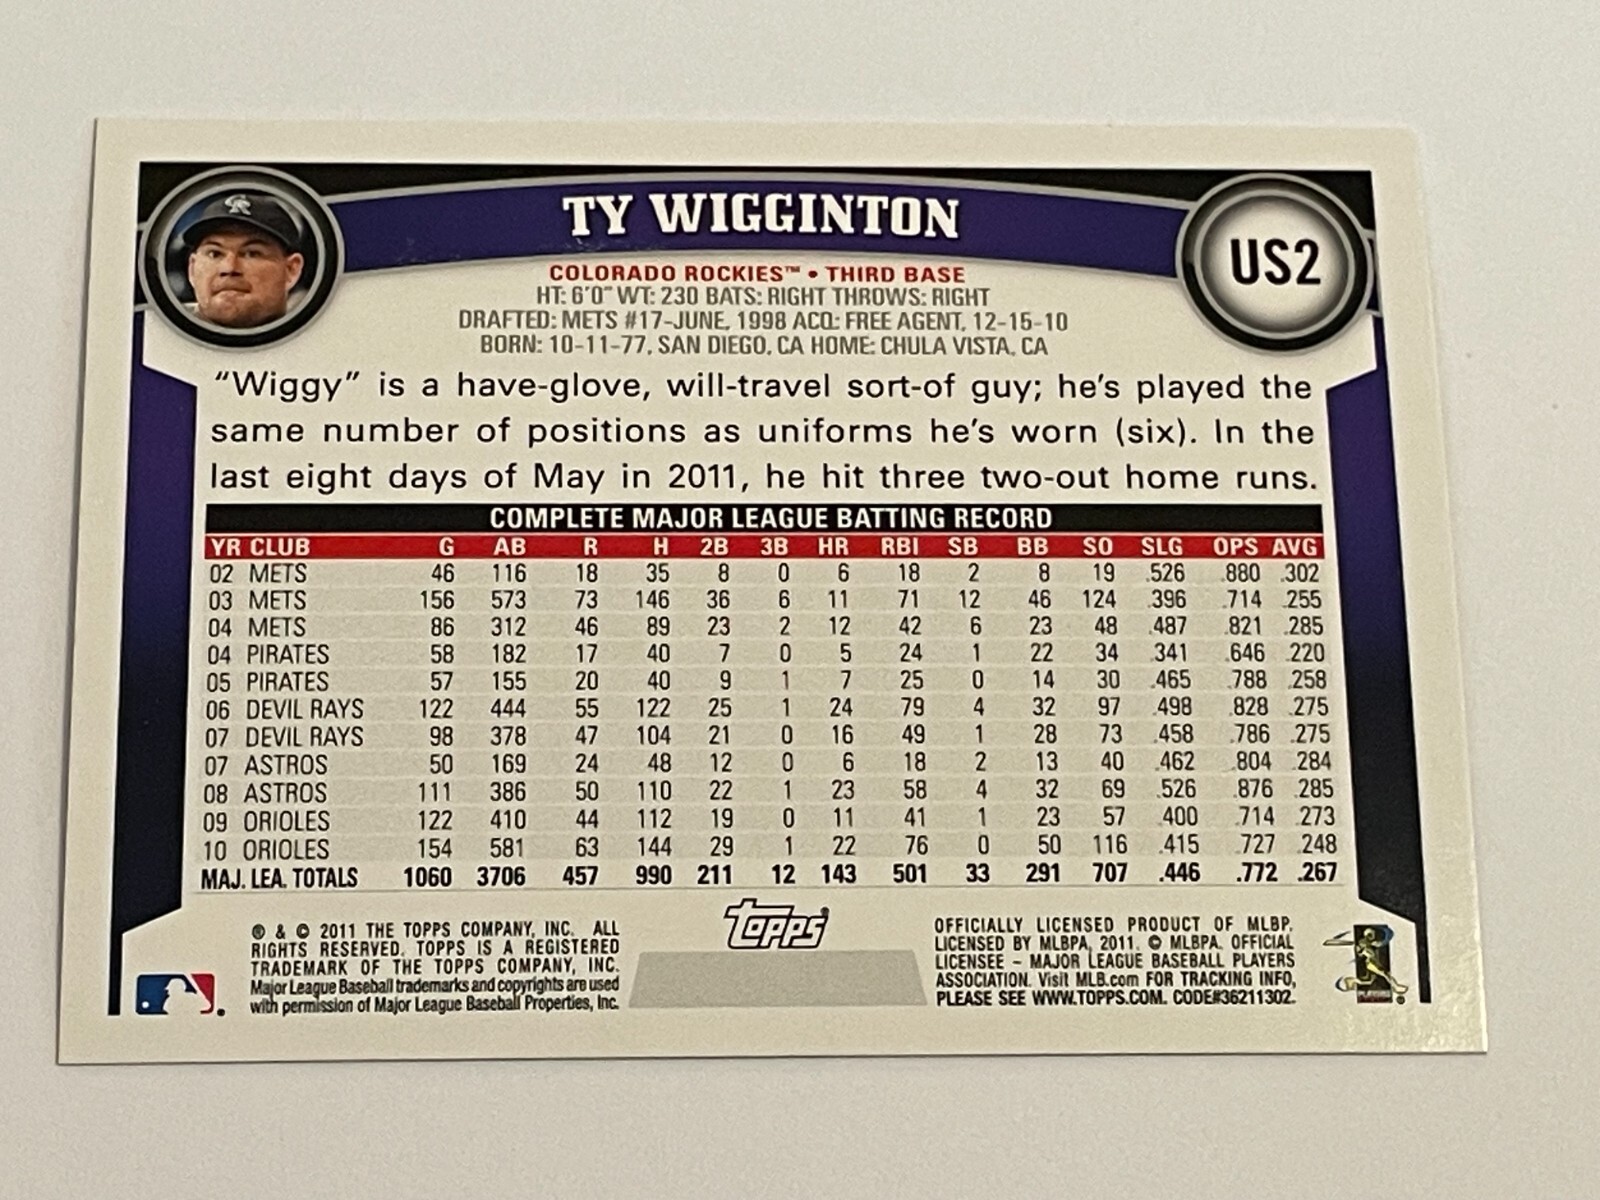 TY WIGGINTON
US2
COLORADO ROCKIES™ • THIRD BASE
HT: 6'0" WT: 230 BATS: RIGHT THROWS: RIGHT
DRAFTED: METS #17-JUNE, 1998 ACQ: FREE AGENT, 12-15-10
BORN: 10-11-77, SAN DIEGO, CA HOME: CHULA VISTA, CA
"Wiggy" is a have-glove, will-travel sort-of guy; he's played the
same number of positions as uniforms he's worn (six). In the
last eight days of May in 2011, he hit three two-out home runs.
COMPLETE MAJOR LEAGUE BATTING RECORD
YR CLUB G AB R H 2B 3B HR RBI SB BB SO SLG OPS AVG
02 METS 46 116 18 35 8 0 6 18 2 8 19 .526 .880 .302
03 METS 156 573 73 146 36 6 11 71 12 46 124 .396 .714 .255
04 METS 86 312 46 89 23 2 12 42 6 23 48 .487 .821 .285
04 PIRATES 58 182 17 40 7 0 5 24 1 22 34 .341 .646 .220
05 PIRATES 57 155 20 40 9 1 7 25 0 14 30 .465 .788 .258
06 DEVIL RAYS 122 444 55 122 25 1 24 79 4 32 97 .498 .828 .275
07 DEVIL RAYS 98 378 47 104 21 0 16 49 1 28 73 .458 .786 .275
07 ASTROS 50 169 24 48 12 0 6 18 2 13 40 .462 .804 .284
08 ASTROS 111 386 50 110 22 1 23 58 4 32 69 .526 .876 .285
09 ORIOLES 122 410 44 112 19 0 11 41 1 23 57 .400 .714 .273
10 ORIOLES 154 581 63 144 29 1 22 76 0 50 116 .415 .727 .248
MAJ. LEA. TOTALS 1060 3706 457 990 211 12 143 501 33 291 707 .446 .772 .267
® & © 2011 THE TOPPS COMPANY, INC. ALL
RIGHTS RESERVED. TOPPS IS A REGISTERED
TRADEMARK OF THE TOPPS COMPANY, INC.
Major League Baseball trademarks and copyrights are used
with permission of Major League Baseball Properties, Inc.
topps®
OFFICIALLY LICENSED PRODUCT OF MLBP.
LICENSED BY MLBPA, 2011. © MLBPA. OFFICIAL
LICENSEE – MAJOR LEAGUE BASEBALL PLAYERS
ASSOCIATION. Visit MLB.com FOR TRACKING INFO,
PLEASE SEE WWW.TOPPS.COM. CODE#36211302.